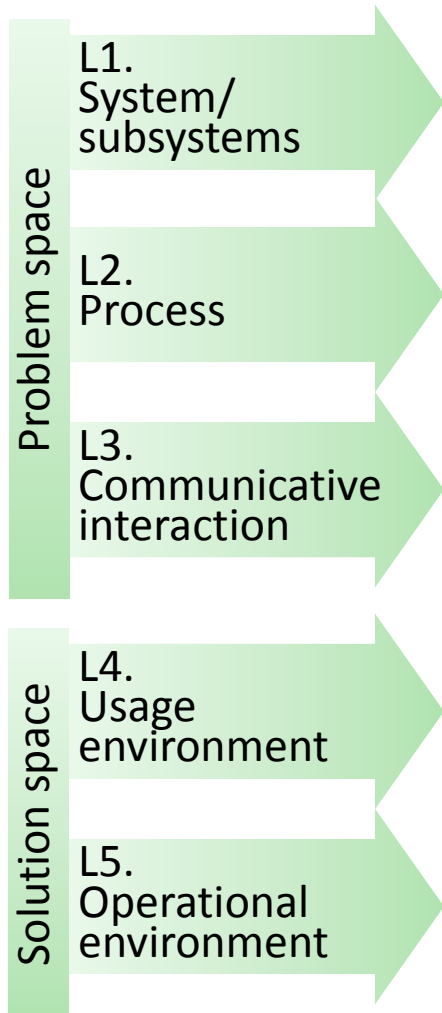 Problem space
L1.
System/
subsystems
L2.
Process
L3.
Communicative
interaction
Solution space
L4.
Usage
environment
L5.
Operational
environment